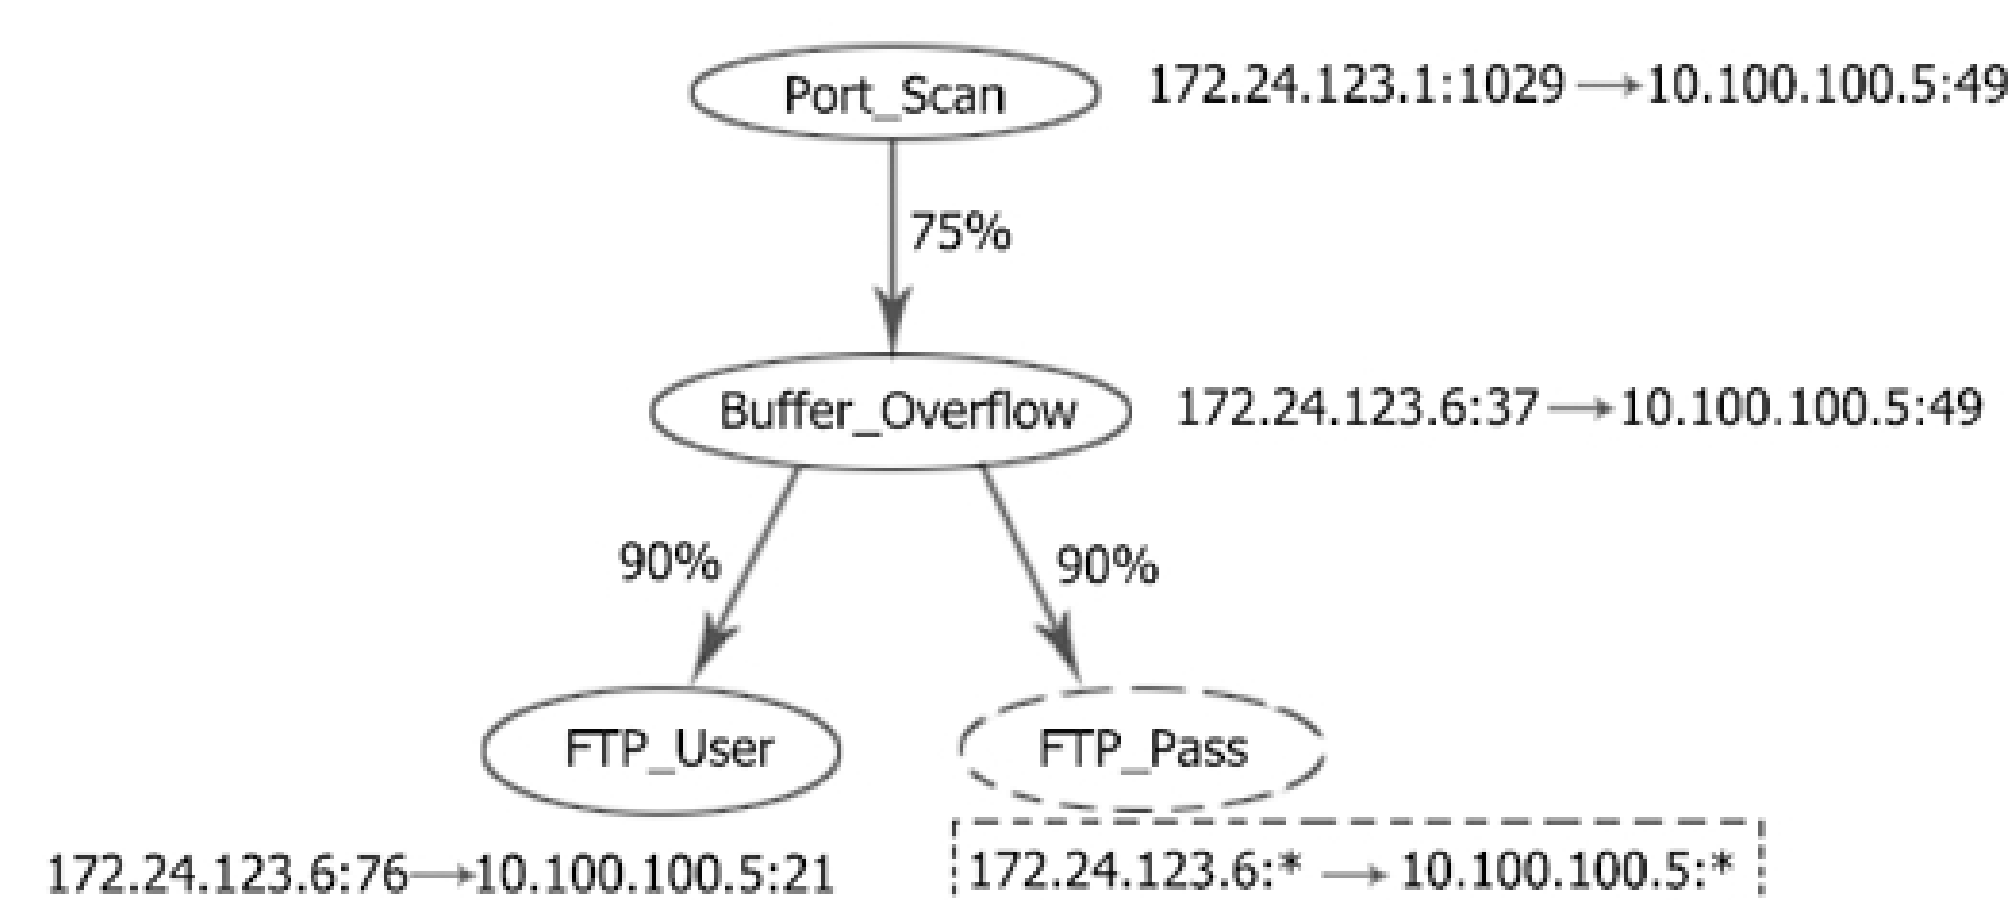 Port_Scan 172.24.123.1:1029 → 10.100.100.5:49
75%
Buffer_Overflow 172.24.123.6:37 → 10.100.100.5:49
90% 90%
FTP_User FTP_Pass
172.24.123.6:76 → 10.100.100.5:21 172.24.123.6:* → 10.100.100.5:*